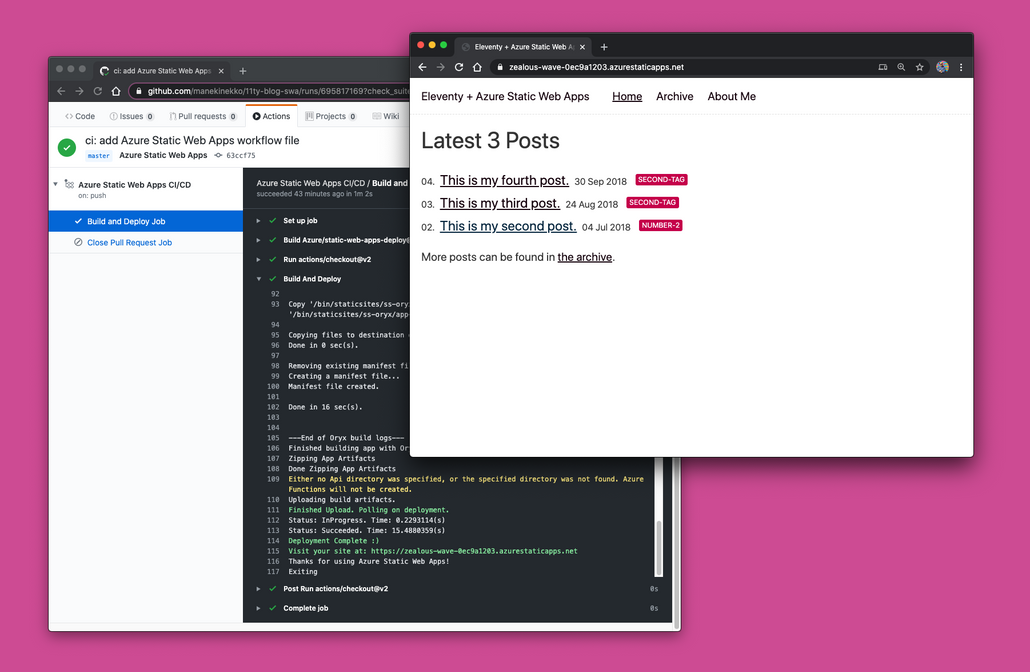 Eleventy + Azure Static Web A
zealous-wave-0ec9a1203.azurestaticapps.net
Eleventy + Azure Static Web Apps Home Archive About Me
Latest 3 Posts
04. This is my fourth post. 30 Sep 2018 SECOND-TAG
03. This is my third post. 24 Aug 2018 SECOND-TAG
02. This is my second post. 04 Jul 2018 NUMBER-2
More posts can be found in the archive.
ci: add Azure Static Web Apps
github.com/manekinekko/11ty-blog-swa/runs/695817169?check_suite
Code Issues 0 Pull requests 0 Actions Projects 0 Wiki
ci: add Azure Static Web Apps workflow file
master Azure Static Web Apps 63ccf75
Azure Static Web Apps CI/CD
on: push
Build and Deploy Job
Close Pull Request Job
Azure Static Web Apps CI/CD / Build and
succeeded 43 minutes ago in 1m 2s
Set up job
Build Azure/static-web-apps-deploy@
Run actions/checkout@v2
Build And Deploy
92
93 Copy '/bin/staticsites/ss-oryx
'/bin/staticsites/ss-oryx/app
94
95 Copying files to destination
96 Done in 0 sec(s).
97
98 Removing existing manifest fi
99 Creating a manifest file...
100 Manifest file created.
101
102 Done in 16 sec(s).
103
104
105 ---End of Oryx build logs---
106 Finished building app with Ory
107 Zipping App Artifacts
108 Done Zipping App Artifacts
109 Either no Api directory was specified, or the specified directory was not found. Azure
Functions will not be created.
110 Uploading build artifacts.
111 Finished Upload. Polling on deployment.
112 Status: InProgress. Time: 0.2293114(s)
113 Status: Succeeded. Time: 15.4880359(s)
114 Deployment Complete :)
115 Visit your site at: https://zealous-wave-0ec9a1203.azurestaticapps.net
116 Thanks for using Azure Static Web Apps!
117 Exiting
Post Run actions/checkout@v2 0s
Complete job 0s